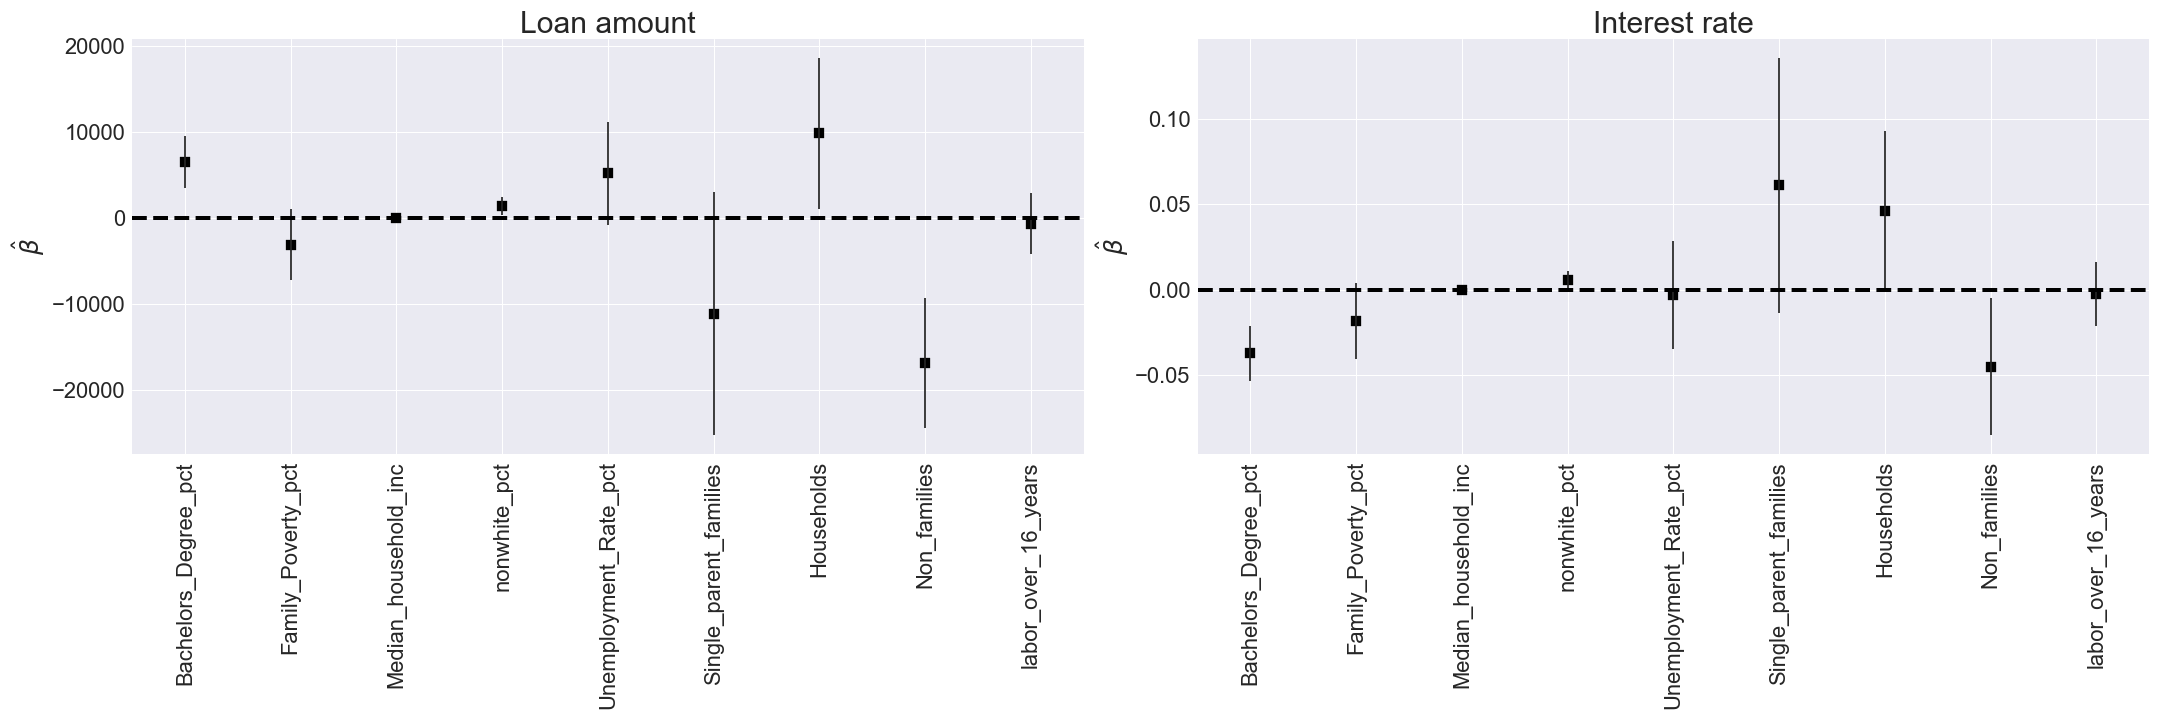 Loan amount
20000
10000
0
−10000
−20000
β̂
Bachelors_Degree_pct
Family_Poverty_pct
Median_household_inc
nonwhite_pct
Unemployment_Rate_pct
Single_parent_families
Households
Non_families
labor_over_16_years
Interest rate
0.10
0.05
0.00
−0.05
β̂
Bachelors_Degree_pct
Family_Poverty_pct
Median_household_inc
nonwhite_pct
Unemployment_Rate_pct
Single_parent_families
Households
Non_families
labor_over_16_years